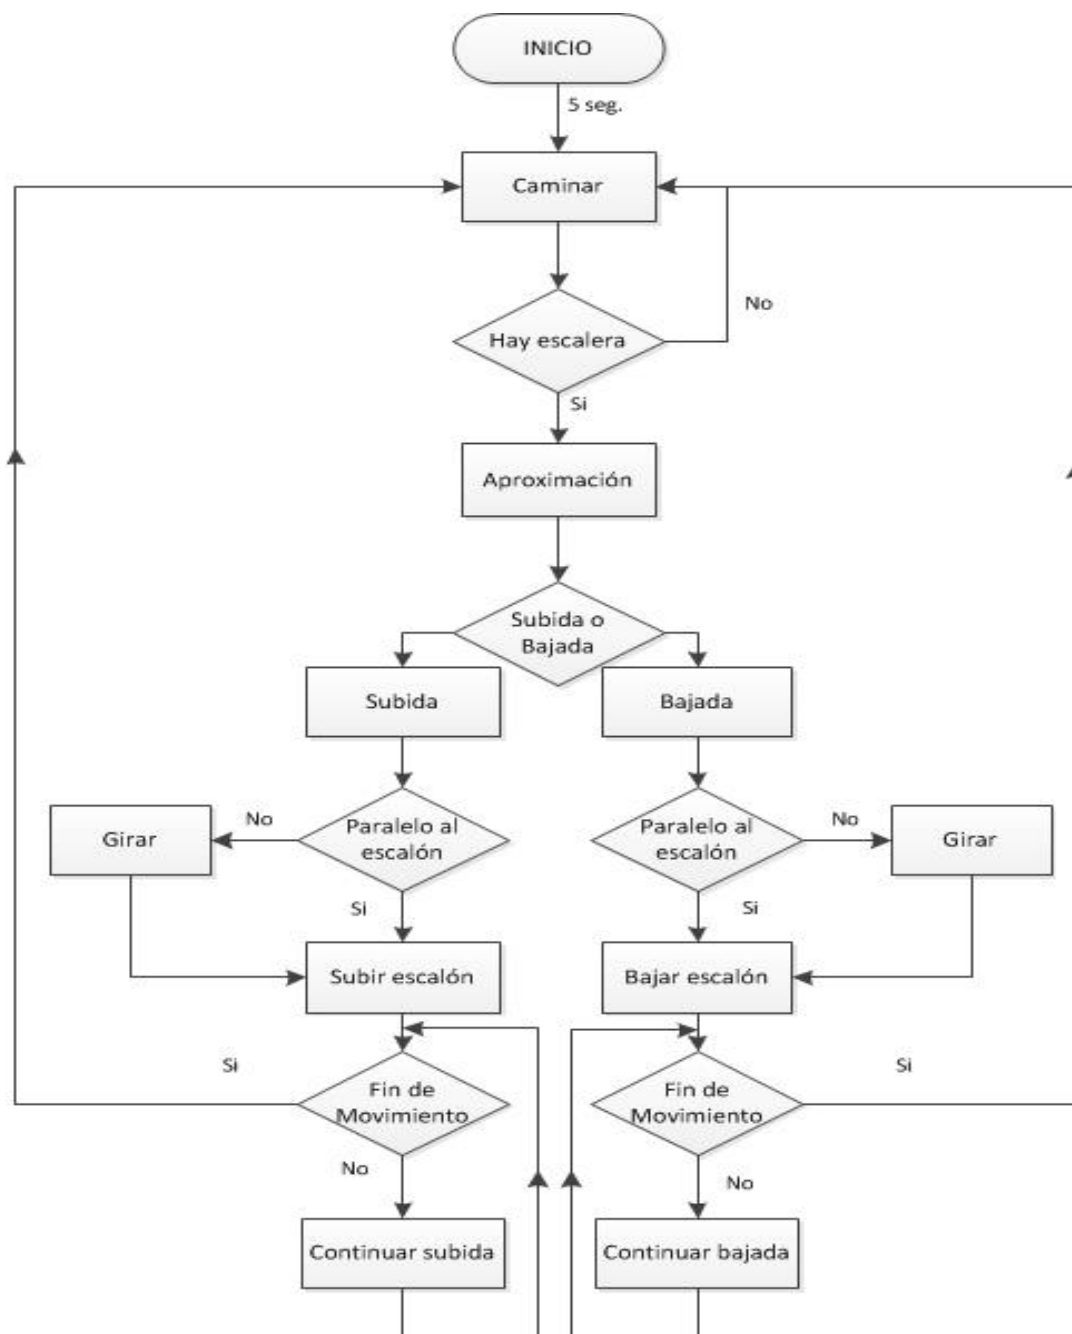 INICIO
5 seg.
Caminar
No
Hay escalera
Si
Aproximación
Subida o
Bajada
Subida
Bajada
Girar
No
Paralelo al
escalón
Paralelo al
escalón
No
Girar
Si
Si
Subir escalón
Bajar escalón
Si
Si
Fin de
Movimiento
Fin de
Movimiento
No
No
Continuar subida
Continuar bajada